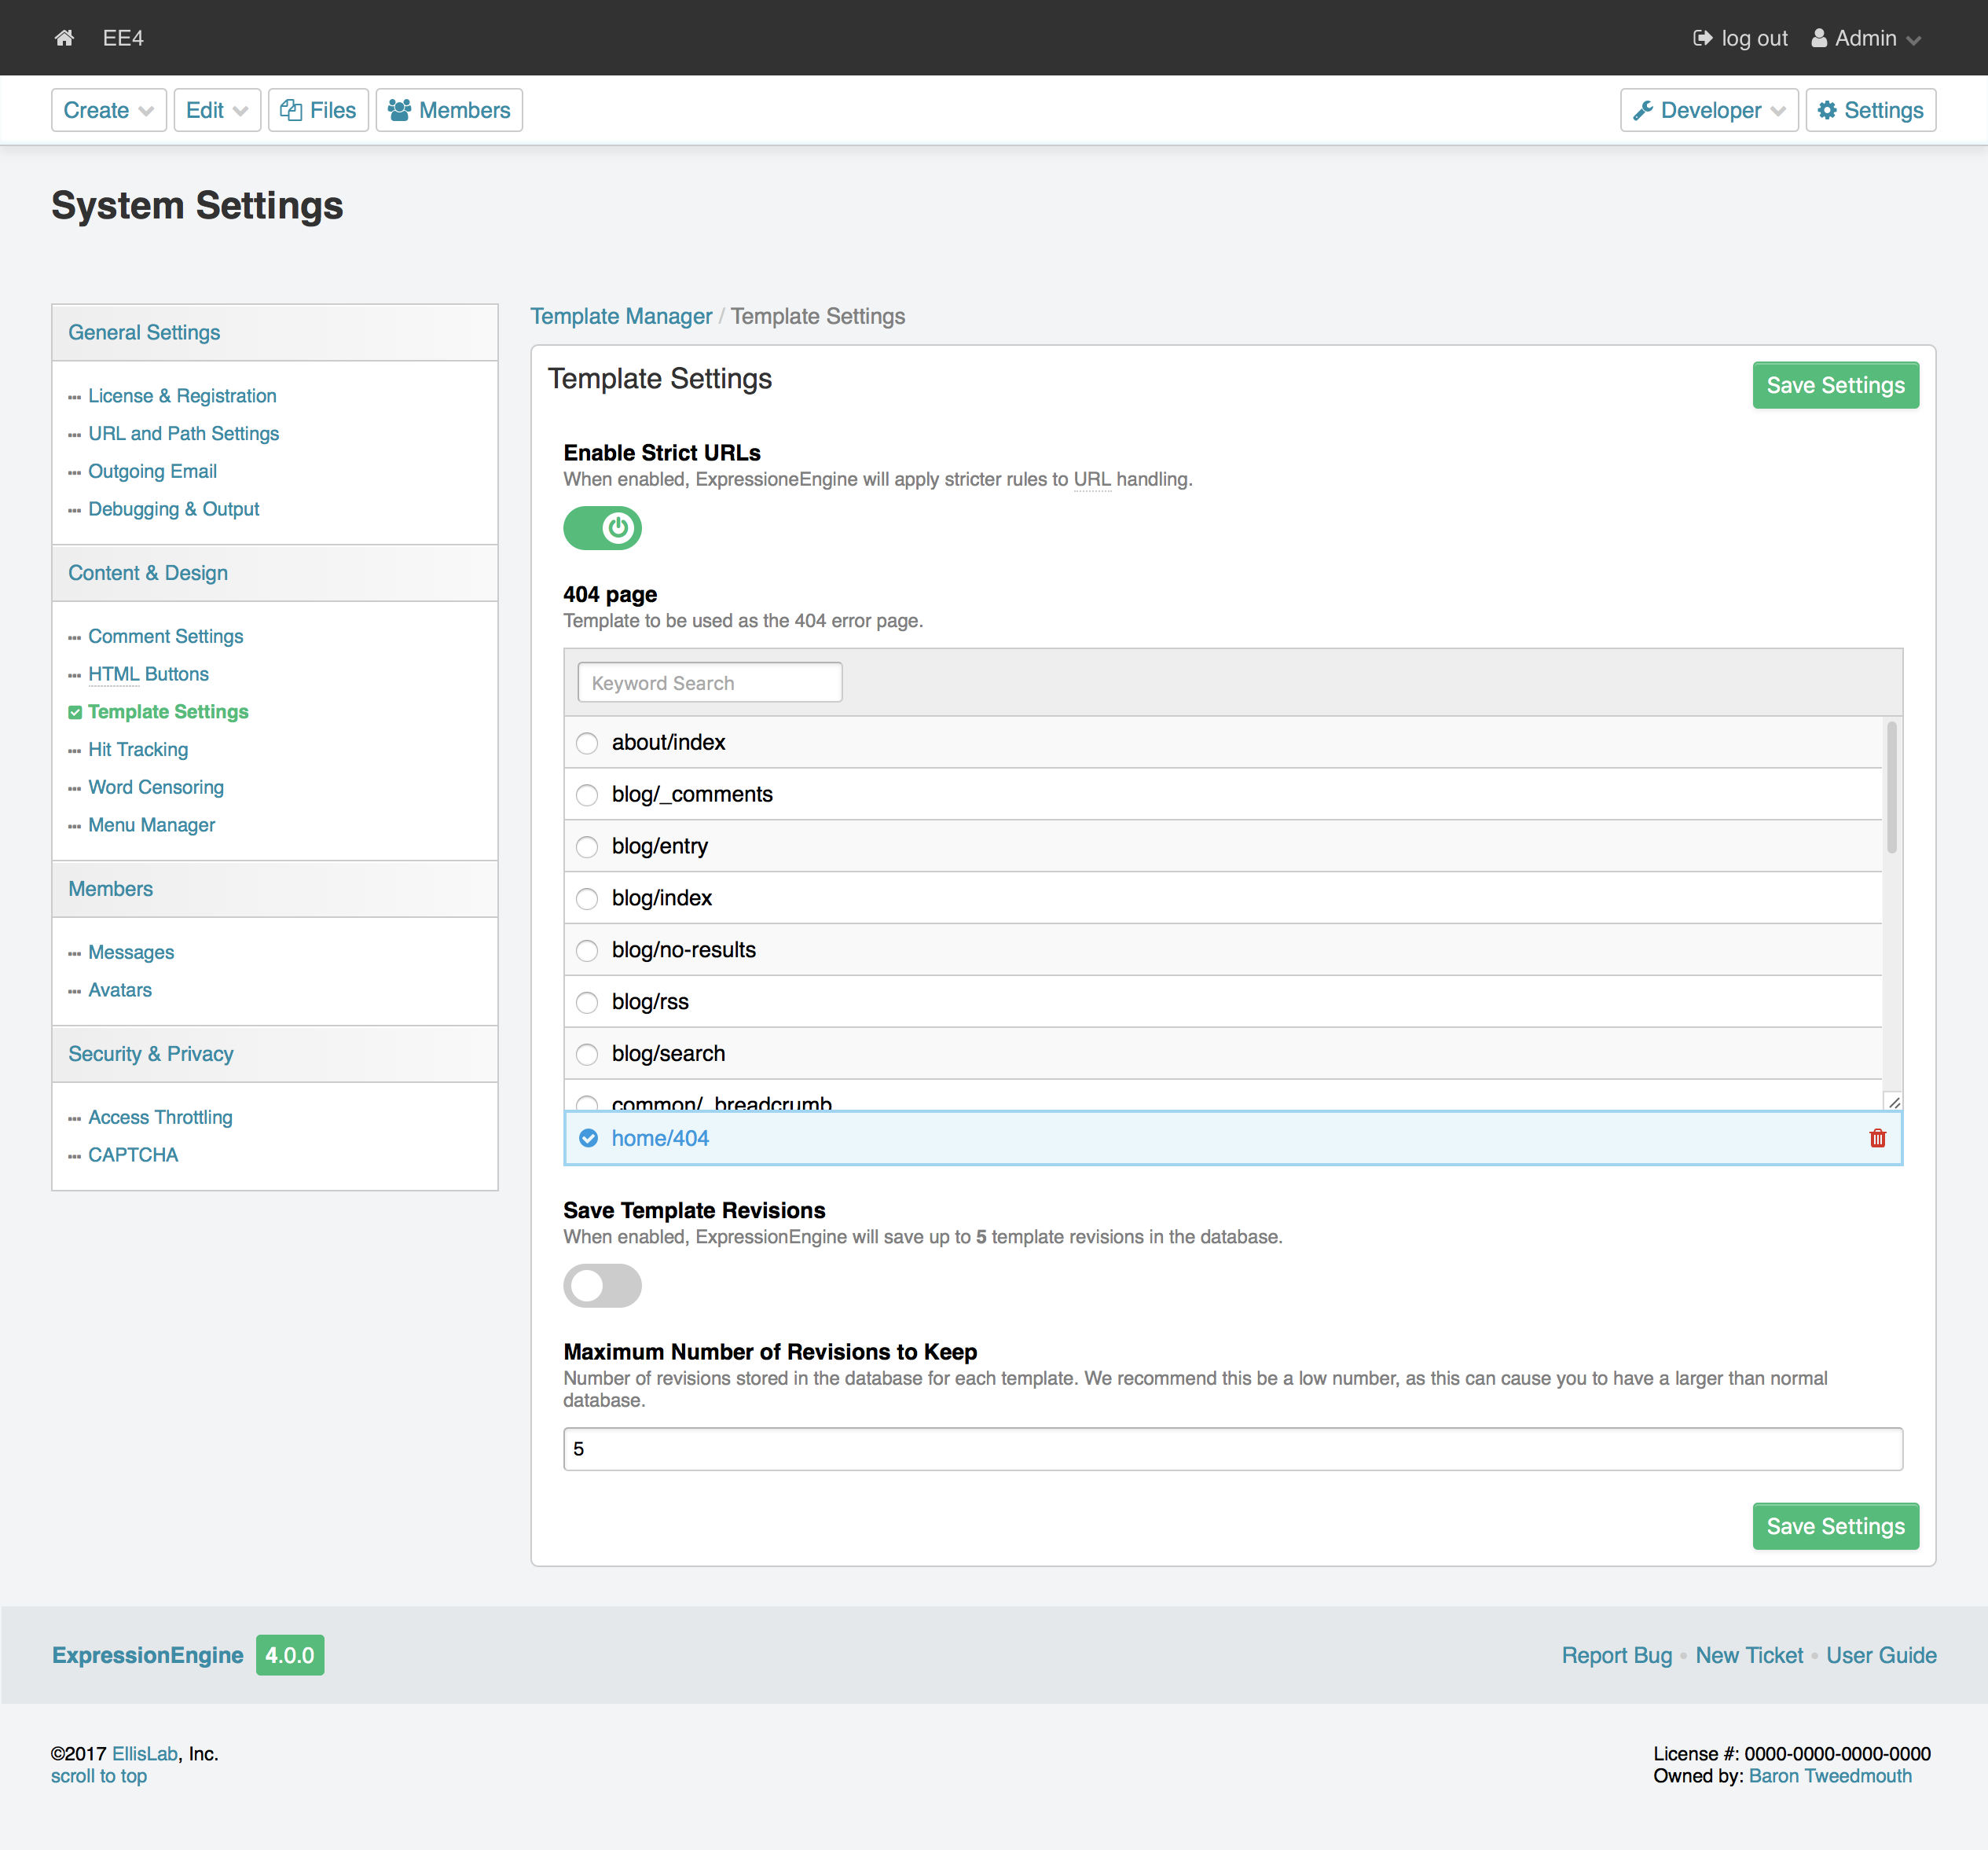 EE4
log out Admin
Create Edit Files Members
Developer Settings
System Settings
General Settings
License & Registration
URL and Path Settings
Outgoing Email
Debugging & Output
Content & Design
Comment Settings
HTML Buttons
Template Settings
Hit Tracking
Word Censoring
Menu Manager
Members
Messages
Avatars
Security & Privacy
Access Throttling
CAPTCHA
Template Manager / Template Settings
Template Settings
Save Settings
Enable Strict URLs
When enabled, ExpressioneEngine will apply stricter rules to URL handling.
404 page
Template to be used as the 404 error page.
Keyword Search
about/index
blog/_comments
blog/entry
blog/index
blog/no-results
blog/rss
blog/search
common/_breadcrumb
home/404
Save Template Revisions
When enabled, ExpressionEngine will save up to 5 template revisions in the database.
Maximum Number of Revisions to Keep
Number of revisions stored in the database for each template. We recommend this be a low number, as this can cause you to have a larger than normal
database.
5
Save Settings
ExpressionEngine 4.0.0
Report Bug • New Ticket • User Guide
©2017 EllisLab, Inc.
scroll to top
License #: 0000-0000-0000-0000
Owned by: Baron Tweedmouth